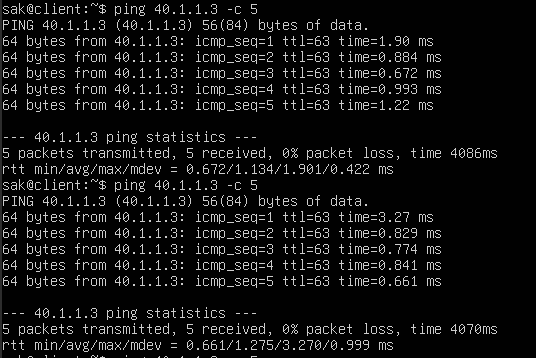 sak@client:~$ ping 40.1.1.3 -c 5
PING 40.1.1.3 (40.1.1.3) 56(84) bytes of data.
64 bytes from 40.1.1.3: icmp_seq=1 ttl=63 time=1.90 ms
64 bytes from 40.1.1.3: icmp_seq=2 ttl=63 time=0.884 ms
64 bytes from 40.1.1.3: icmp_seq=3 ttl=63 time=0.672 ms
64 bytes from 40.1.1.3: icmp_seq=4 ttl=63 time=0.993 ms
64 bytes from 40.1.1.3: icmp_seq=5 ttl=63 time=1.22 ms

--- 40.1.1.3 ping statistics ---
5 packets transmitted, 5 received, 0% packet loss, time 4086ms
rtt min/avg/max/mdev = 0.672/1.134/1.901/0.422 ms
sak@client:~$ ping 40.1.1.3 -c 5
PING 40.1.1.3 (40.1.1.3) 56(84) bytes of data.
64 bytes from 40.1.1.3: icmp_seq=1 ttl=63 time=3.27 ms
64 bytes from 40.1.1.3: icmp_seq=2 ttl=63 time=0.829 ms
64 bytes from 40.1.1.3: icmp_seq=3 ttl=63 time=0.774 ms
64 bytes from 40.1.1.3: icmp_seq=4 ttl=63 time=0.841 ms
64 bytes from 40.1.1.3: icmp_seq=5 ttl=63 time=0.661 ms

--- 40.1.1.3 ping statistics ---
5 packets transmitted, 5 received, 0% packet loss, time 4070ms
rtt min/avg/max/mdev = 0.661/1.275/3.270/0.999 ms